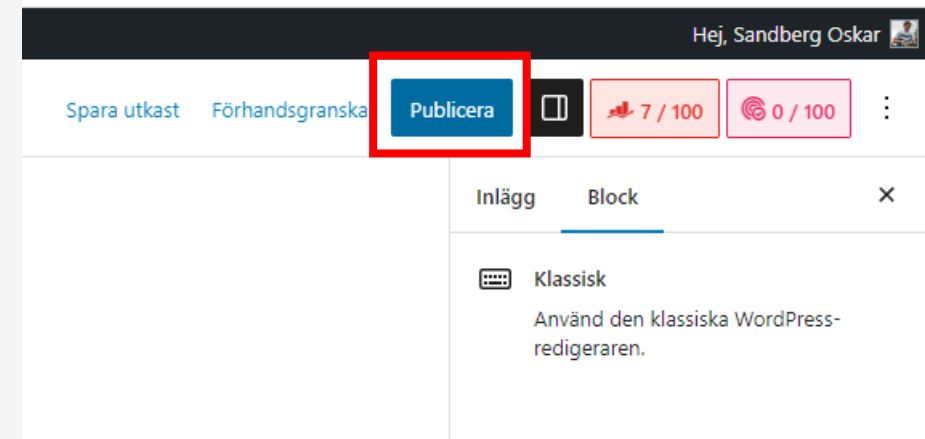 Hej, Sandberg Oskar
Spara utkast Förhandsgranska Publicera 7 / 100 0 / 100
Inlägg Block
Klassisk
Använd den klassiska WordPress-
redigeraren.